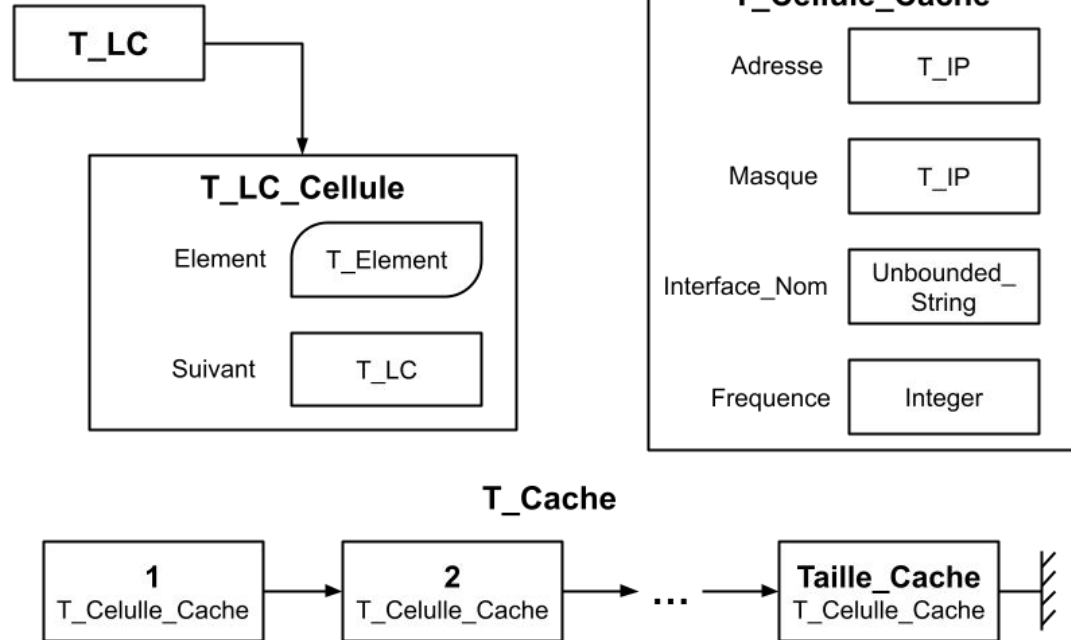 T_LC
T_LC_Cellule
Element
T_Element
Suivant
T_LC
T_Cellule_Cache
Adresse
T_IP
Masque
T_IP
Interface_Nom
Unbounded_
String
Frequence
Integer
T_Cache
1
T_Celulle_Cache
2
T_Celulle_Cache
...
Taille_Cache
T_Celulle_Cache